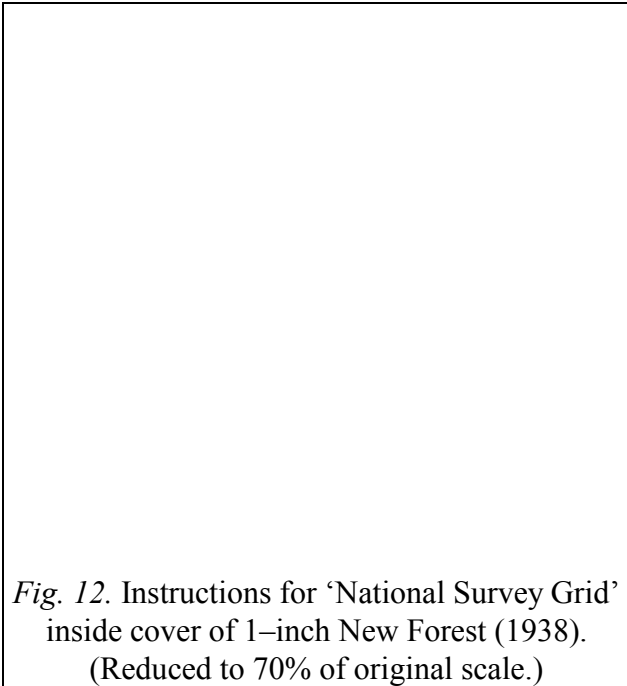 Fig. 12. Instructions for ‘National Survey Grid’
inside cover of 1–inch New Forest (1938).
(Reduced to 70% of original scale.)